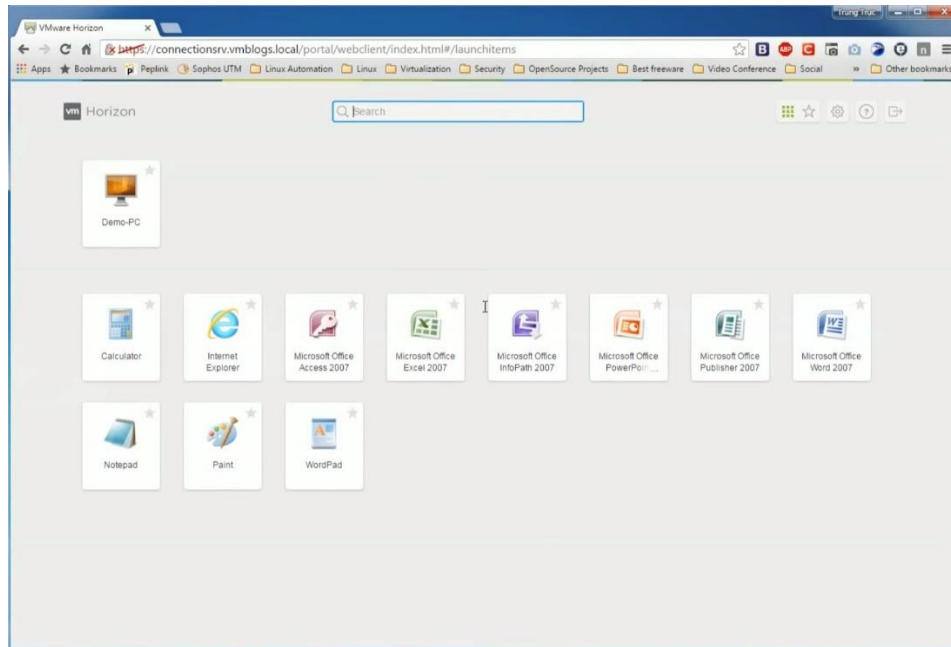 Trung Trực
VMware Horizon
https://connectionsrv.vmblogs.local/portal/webclient/index.html#/launchitems
Apps Bookmarks Peplink Sophos UTM Linux Automation Linux Virtualization Security OpenSource Projects Best freeware Video Conference Social » Other bookmarks
vm Horizon
Search
Demo-PC
Calculator
Internet
Explorer
Microsoft Office
Access 2007
Microsoft Office
Excel 2007
Microsoft Office
InfoPath 2007
Microsoft Office
PowerPoin...
Microsoft Office
Publisher 2007
Microsoft Office
Word 2007
Notepad
Paint
WordPad